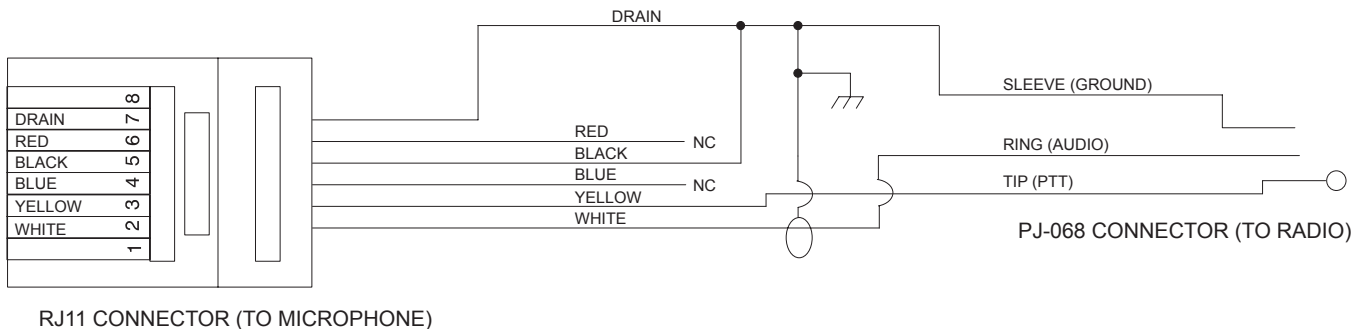 DRAIN
8
DRAIN 7
RED 6
BLACK 5
BLUE 4
YELLOW 3
WHITE 2
1
RED NC
BLACK
BLUE NC
YELLOW
WHITE
SLEEVE (GROUND)
RING (AUDIO)
TIP (PTT)
PJ-068 CONNECTOR (TO RADIO)
RJ11 CONNECTOR (TO MICROPHONE)